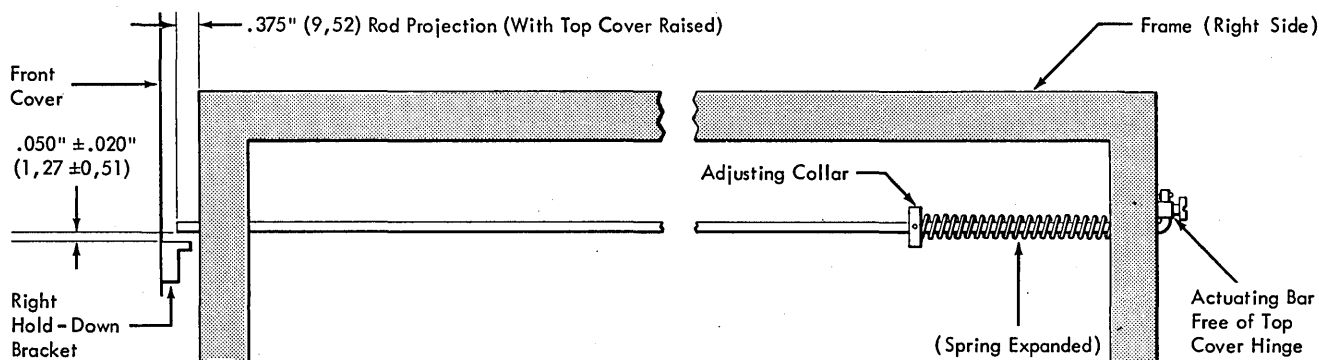 .375" (9,52) Rod Projection (With Top Cover Raised)
Frame (Right Side)
Front
Cover
.050" ±.020"
(1,27 ±0,51)
Adjusting Collar
Right
Hold-Down
Bracket
(Spring Expanded)
Actuating Bar
Free of Top
Cover Hinge